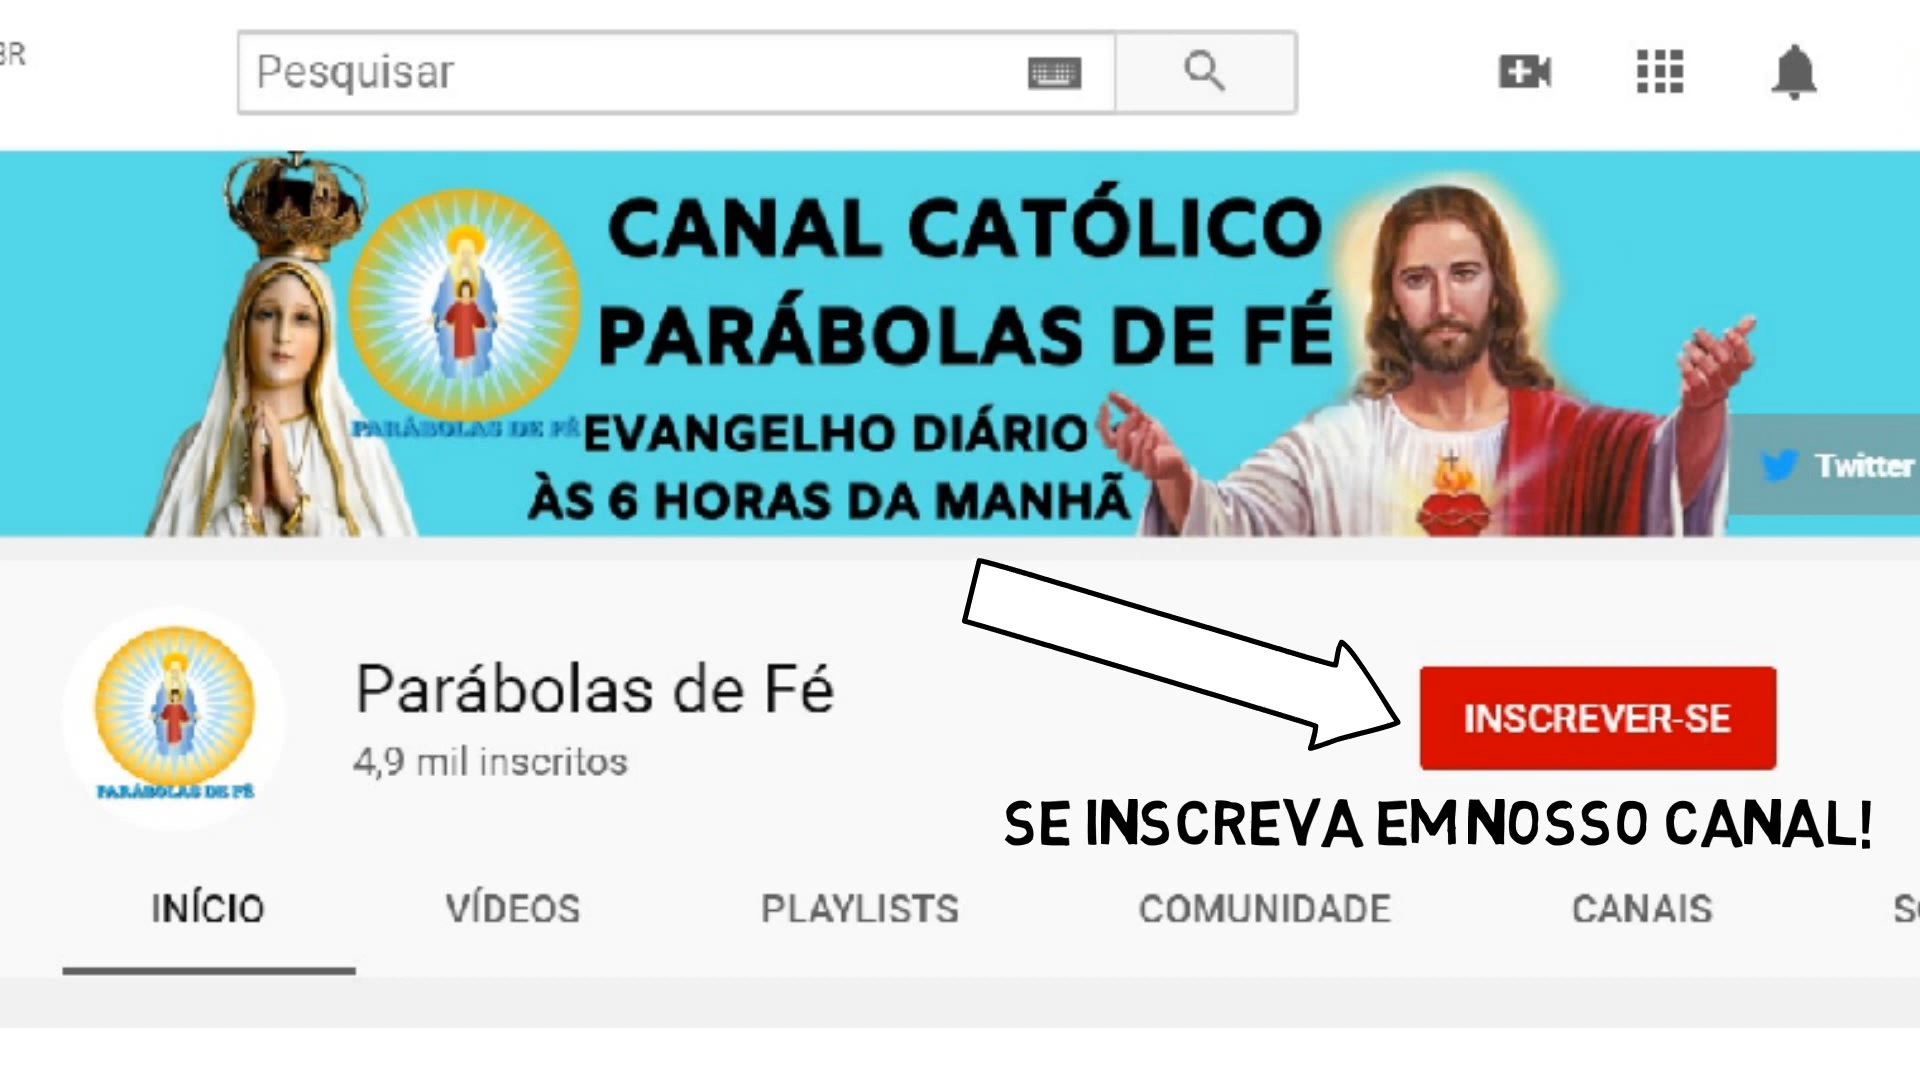 BR
Pesquisar
CANAL CATÓLICO
PARÁBOLAS DE FÉ
PARÁBOLAS DE FÉ
EVANGELHO DIÁRIO
ÀS 6 HORAS DA MANHÃ
Twitter
Parábolas de Fé
4,9 mil inscritos
PARÁBOLAS DE FÉ
INSCREVER-SE
SE INSCREVA EM NOSSO CANAL!
INÍCIO
VÍDEOS
PLAYLISTS
COMUNIDADE
CANAIS